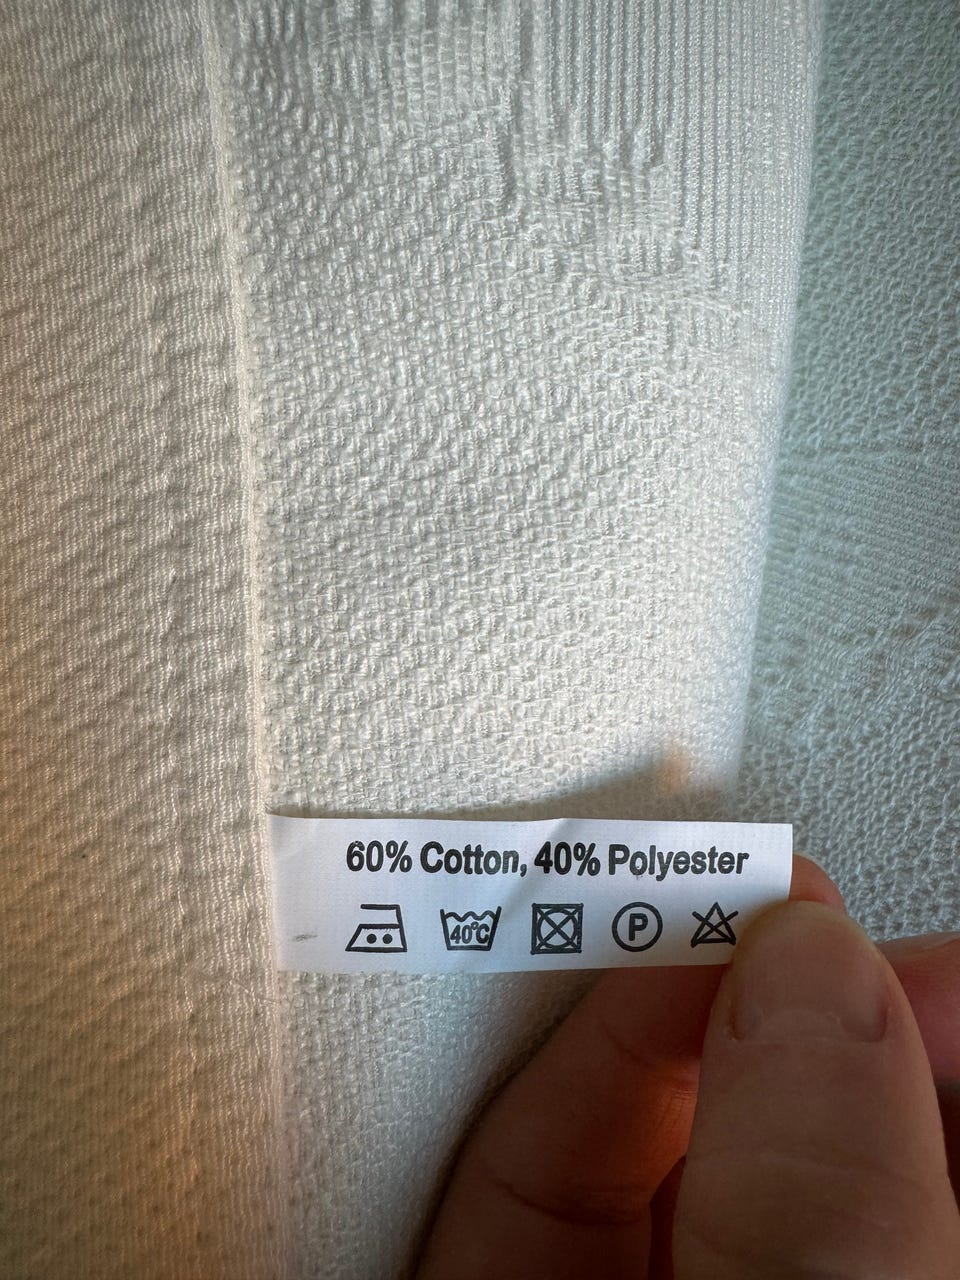 60% Cotton, 40% Polyester
40°C P